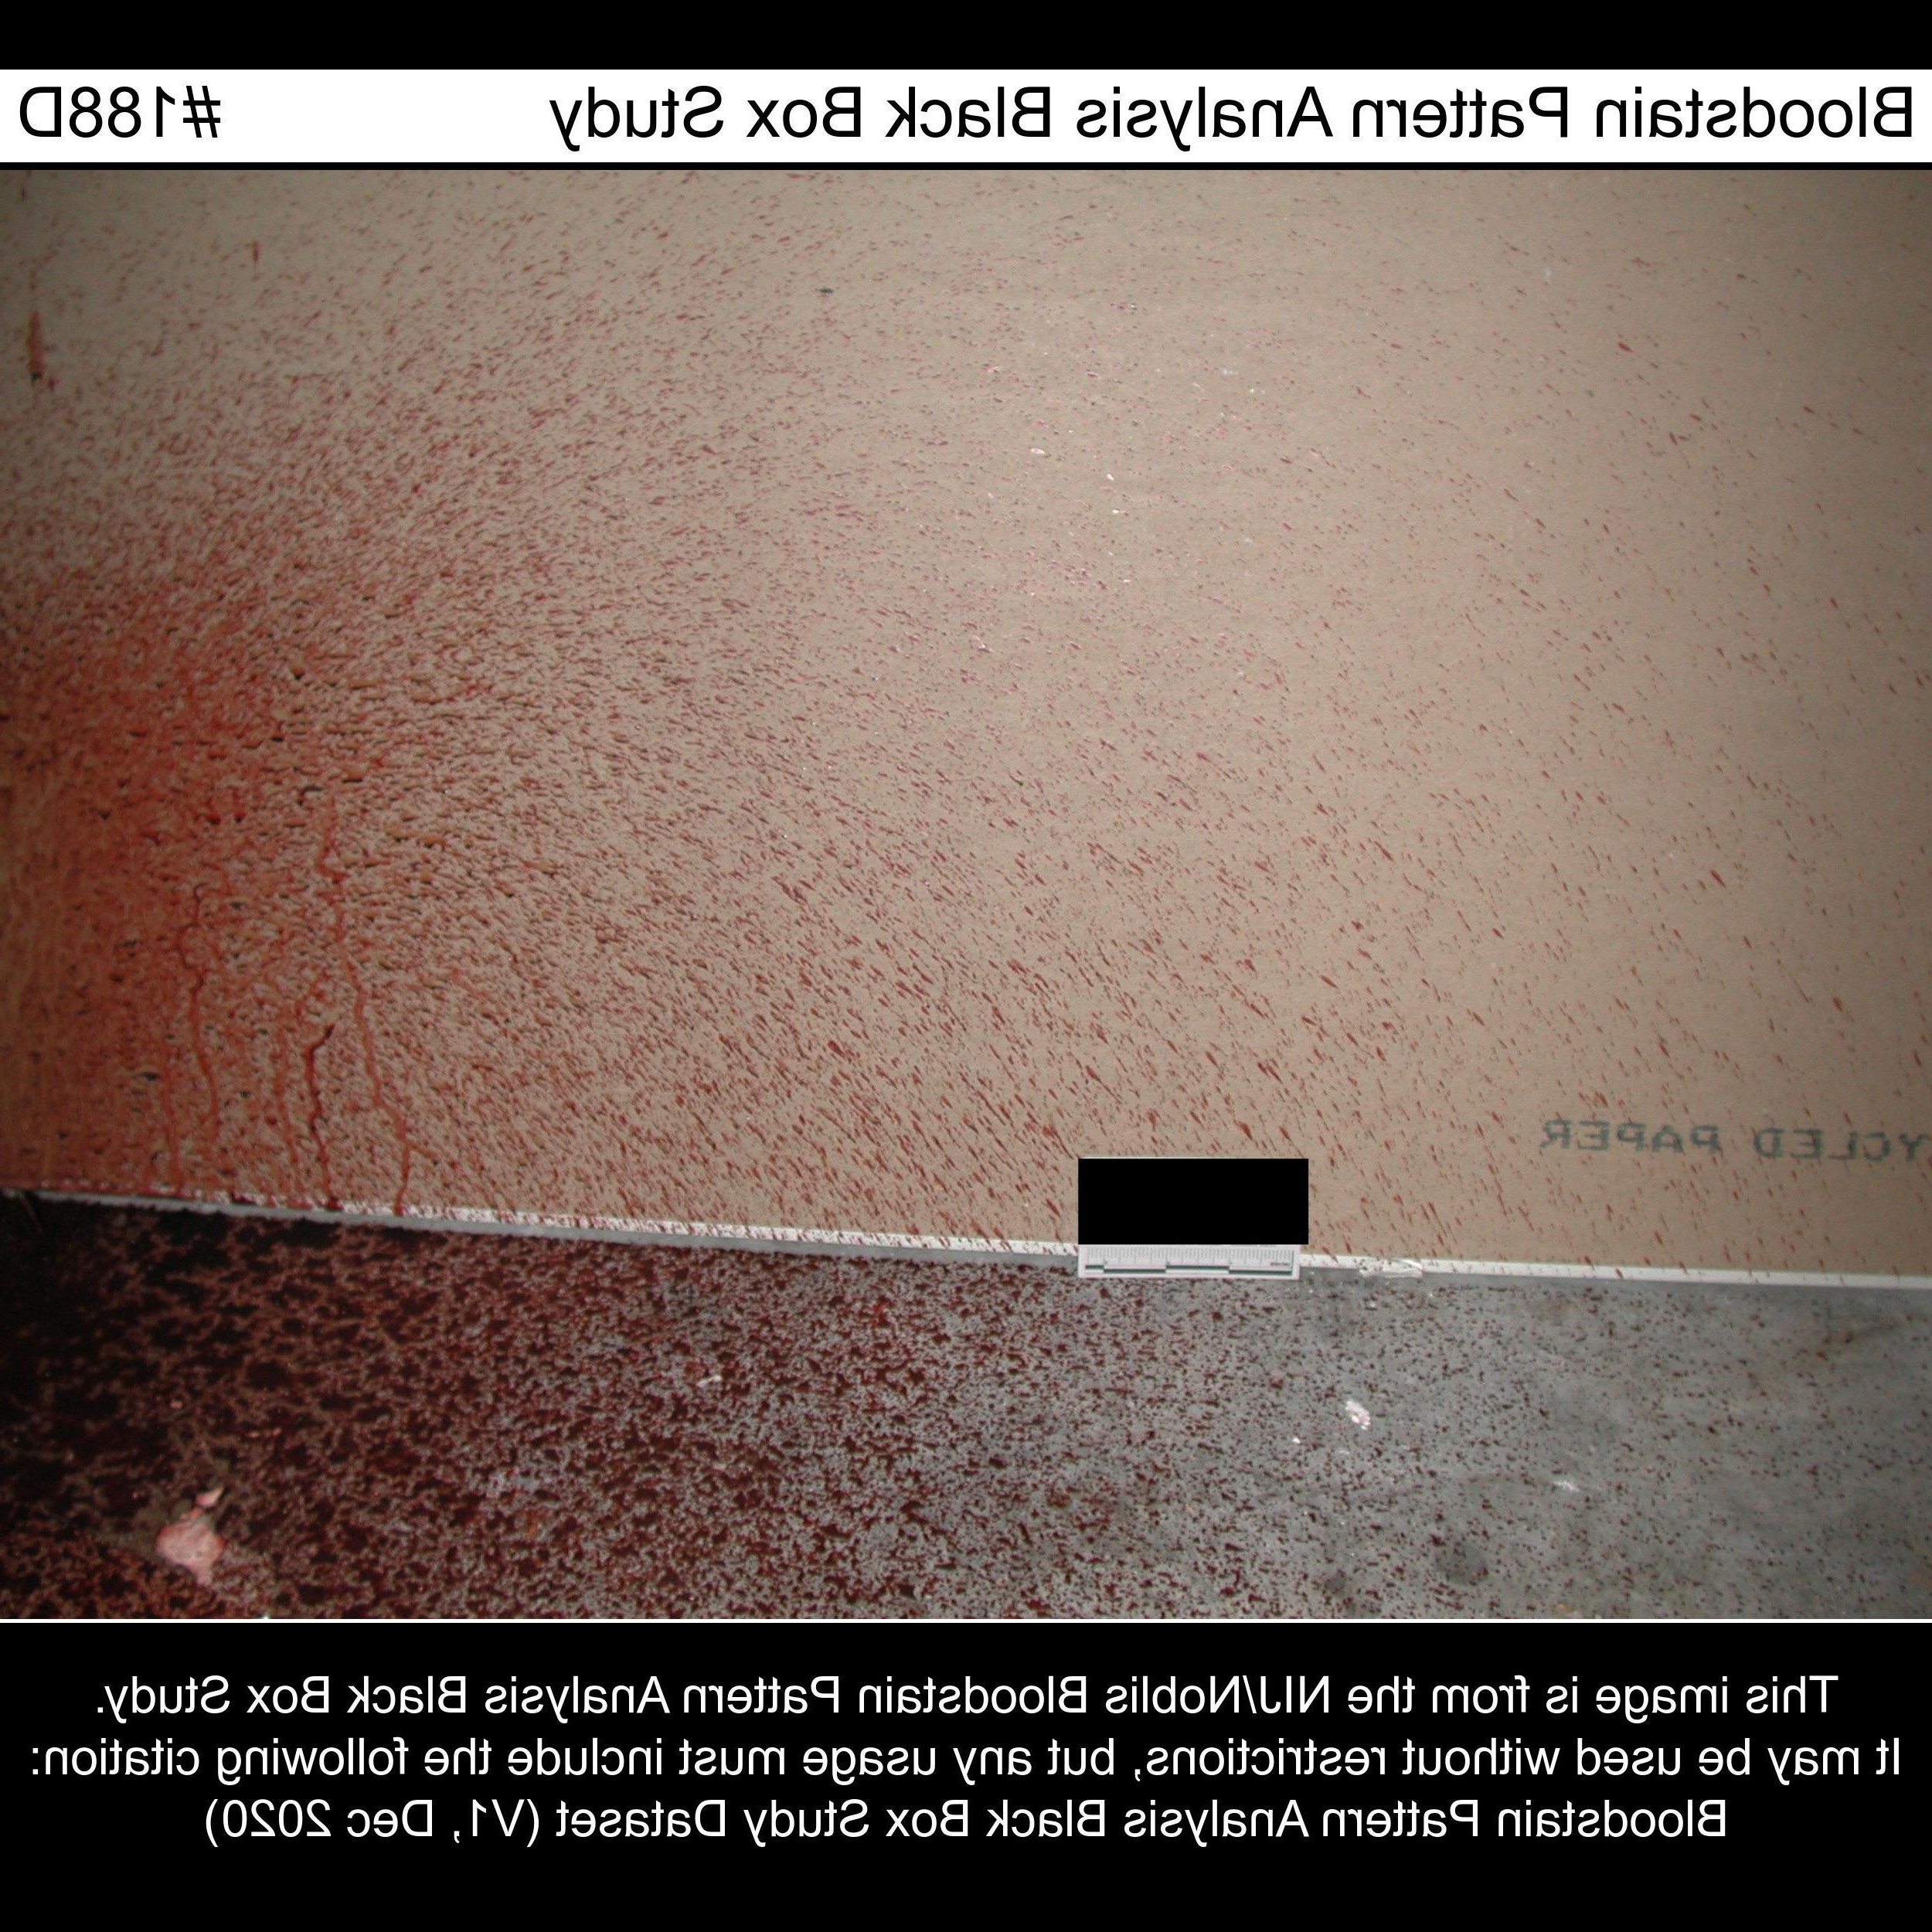 Bloodstain Pattern Analysis Black Box Study #188D
YCLED PAPER
This image is from the NIJ/Noblis Bloodstain Pattern Analysis Black Box Study.
It may be used without restrictions, but any usage must include the following citation:
Bloodstain Pattern Analysis Black Box Study Dataset (V1, Dec 2020)